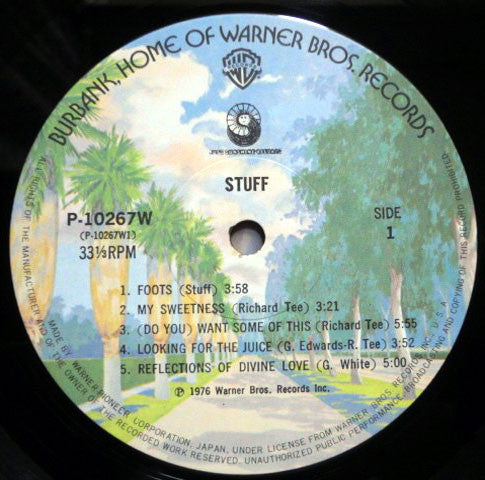 BURBANK, HOME OF WARNER BROS. RECORDS
STUFF
P-10267W
(P-10267W1)
33⅓RPM
SIDE
1
1. FOOTS (Stuff) 3:58
2. MY SWEETNESS (Richard Tee) 3:21
3. (DO YOU) WANT SOME OF THIS (Richard Tee) 5:55
4. LOOKING FOR THE JUICE (G. Edwards-R. Tee) 3:52
5. REFLECTIONS OF DIVINE LOVE (G. White) 5:00
℗ 1976 Warner Bros. Records Inc.
MADE BY WARNER-PIONEER CORPORATION, JAPAN, UNDER LICENSE FROM WARNER BROS. RECORDS INC., U.S.A.
ALL RIGHTS OF THE MANUFACTURER AND OF THE OWNER OF THE RECORDED WORK RESERVED. UNAUTHORIZED PUBLIC PERFORMANCE, BROADCASTING AND COPYING OF THIS RECORD PROHIBITED